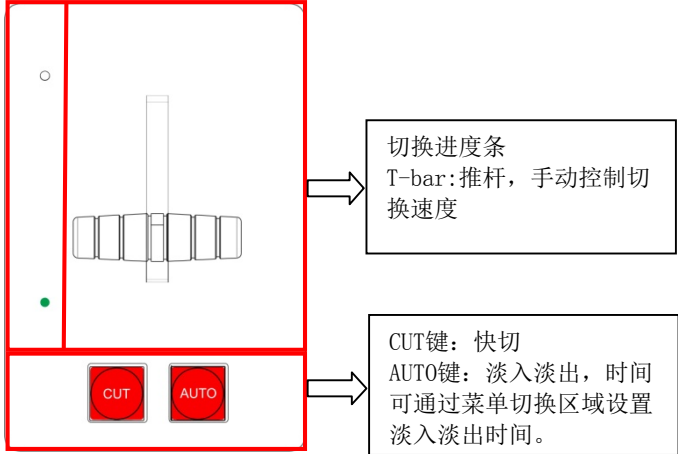 切换进度条
T-bar:推杆，手动控制切
换速度
CUT
AUTO
CUT键：快切
AUTO键：淡入淡出，时间
可通过菜单切换区域设置
淡入淡出时间。